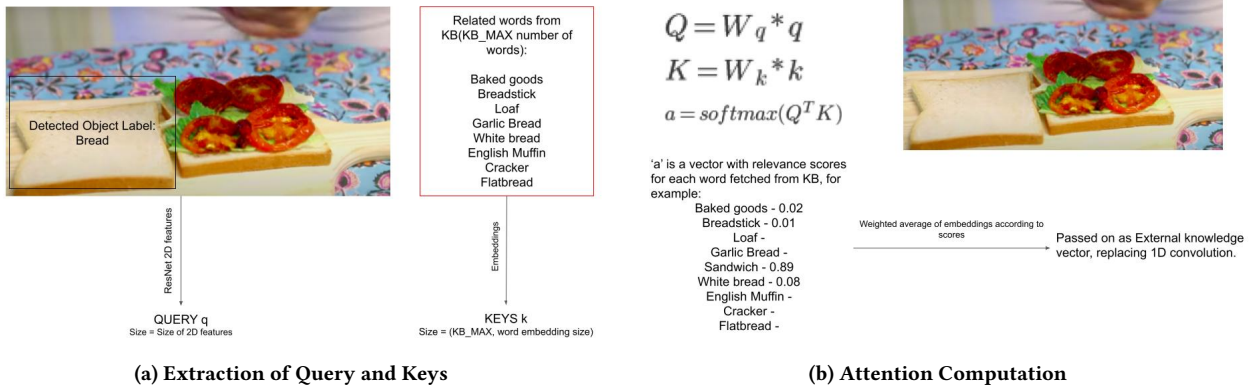 Detected Object Label:
Bread
Related words from
KB(KB_MAX number of
words):
Baked goods
Breadstick
Loaf
Garlic Bread
White bread
English Muffin
Cracker
Flatbread
ResNet 2D features
Embeddings
QUERY q
Size = Size of 2D features
KEYS k
Size = (KB_MAX, word embedding size)
(a) Extraction of Query and Keys
Q = W_q * q
K = W_k * k
a = softmax(Q^T K)
'a' is a vector with relevance scores
for each word fetched from KB, for
example:
Baked goods - 0.02
Breadstick - 0.01
Loaf -
Garlic Bread -
Sandwich - 0.89
White bread - 0.08
English Muffin -
Cracker -
Flatbread -
Weighted average of embeddings according to
scores
Passed on as External knowledge
vector, replacing 1D convolution.
(b) Attention Computation